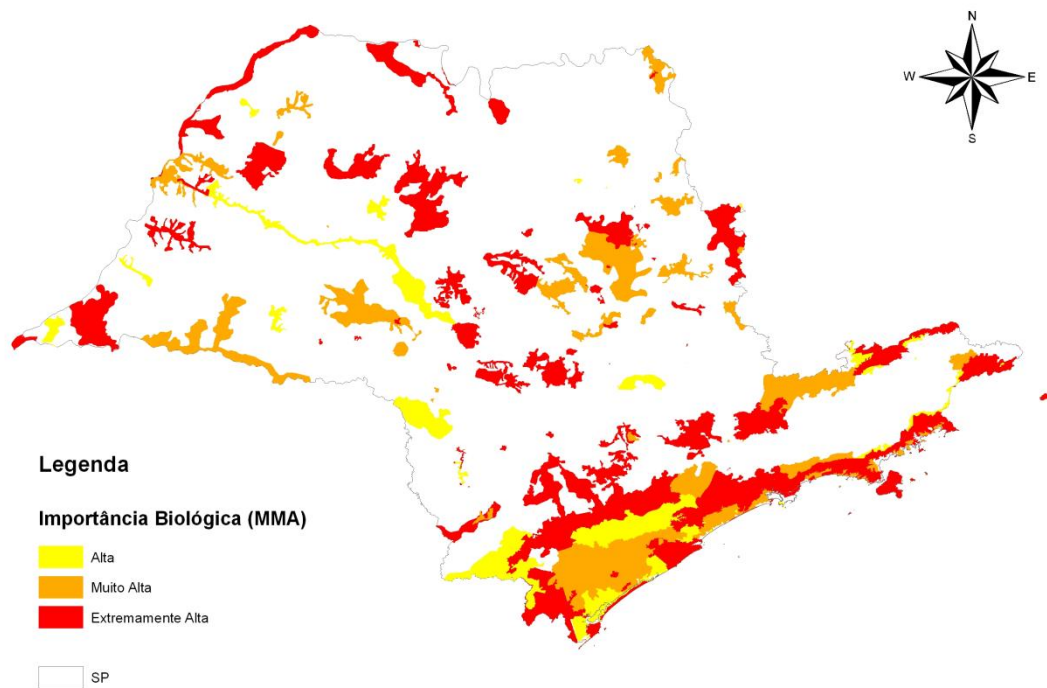 N
W E
S
Legenda
Importância Biológica (MMA)
Alta
Muito Alta
Extremamente Alta
SP